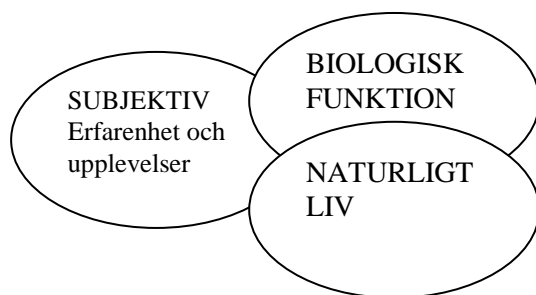 SUBJEKTIV
Erfarenhet och
upplevelser
BIOLOGISK
FUNKTION
NATURLIGT
LIV